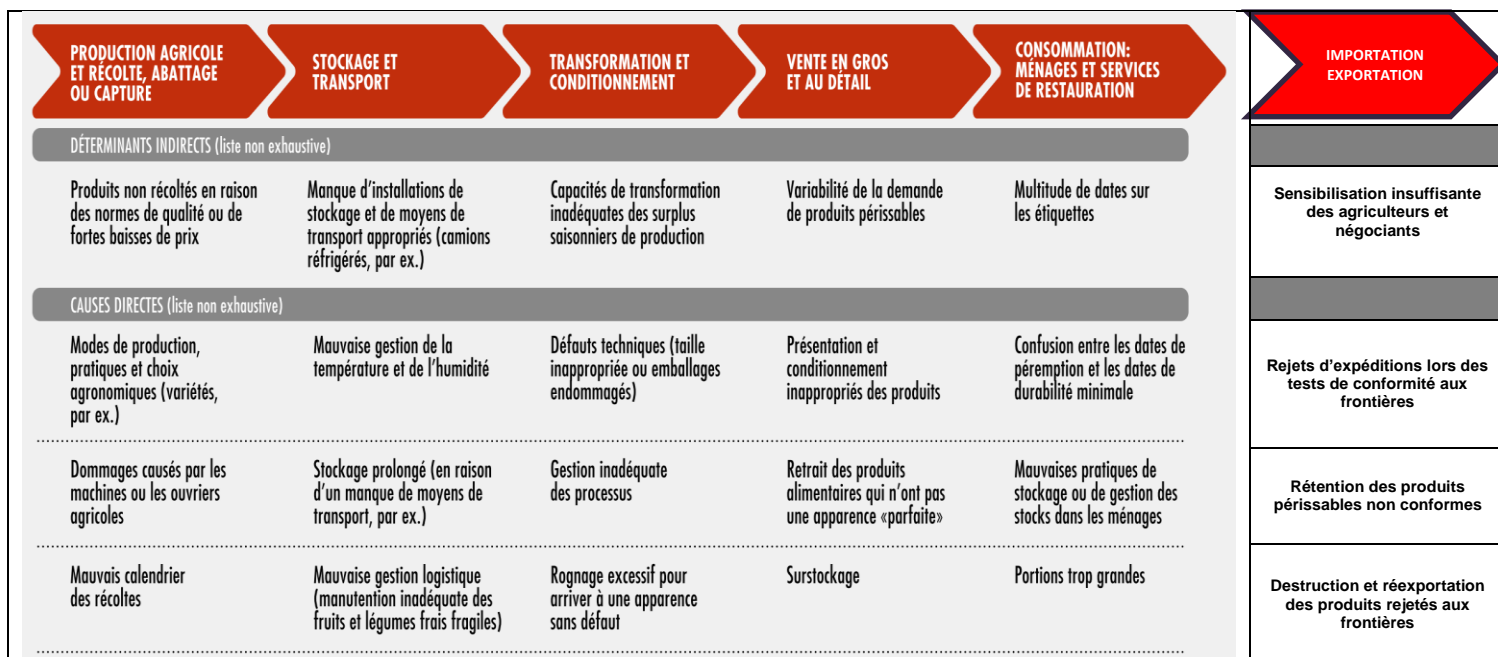 PRODUCTION AGRICOLE
ET RÉCOLTE, ABATTAGE
OU CAPTURE
STOCKAGE ET
TRANSPORT
TRANSFORMATION ET
CONDITIONNEMENT
VENTE EN GROS
ET AU DÉTAIL
CONSOMMATION:
MÉNAGES ET SERVICES
DE RESTAURATION
IMPORTATION
EXPORTATION
DÉTERMINANTS INDIRECTS (liste non exhaustive)
Produits non récoltés en raison
des normes de qualité ou de
fortes baisses de prix
Manque d'installations de
stockage et de moyens de
transport appropriés (camions
réfrigérés, par ex.)
Capacités de transformation
inadéquates des surplus
saisonniers de production
Variabilité de la demande
de produits périssables
Multitude de dates sur
les étiquettes
Sensibilisation insuffisante
des agriculteurs et
négociants
CAUSES DIRECTES (liste non exhaustive)
Modes de production,
pratiques et choix
agronomiques (variétés,
par ex.)
Mauvaise gestion de la
température et de l'humidité
Défauts techniques (taille
inappropriée ou emballages
endommagés)
Présentation et
conditionnement
inappropriés des produits
Confusion entre les dates de
péremption et les dates de
durabilité minimale
Rejets d'expéditions lors des
tests de conformité aux
frontières
Dommages causés par les
machines ou les ouvriers
agricoles
Stockage prolongé (en raison
d'un manque de moyens de
transport, par ex.)
Gestion inadéquate
des processus
Retrait des produits
alimentaires qui n'ont pas
une apparence «parfaite»
Mauvaises pratiques de
stockage ou de gestion des
stocks dans les ménages
Rétention des produits
périssables non conformes
Mauvais calendrier
des récoltes
Mauvaise gestion logistique
(manutention inadéquate des
fruits et légumes frais fragiles)
Rognage excessif pour
arriver à une apparence
sans défaut
Surstockage
Portions trop grandes
Destruction et réexportation
des produits rejetés aux
frontières